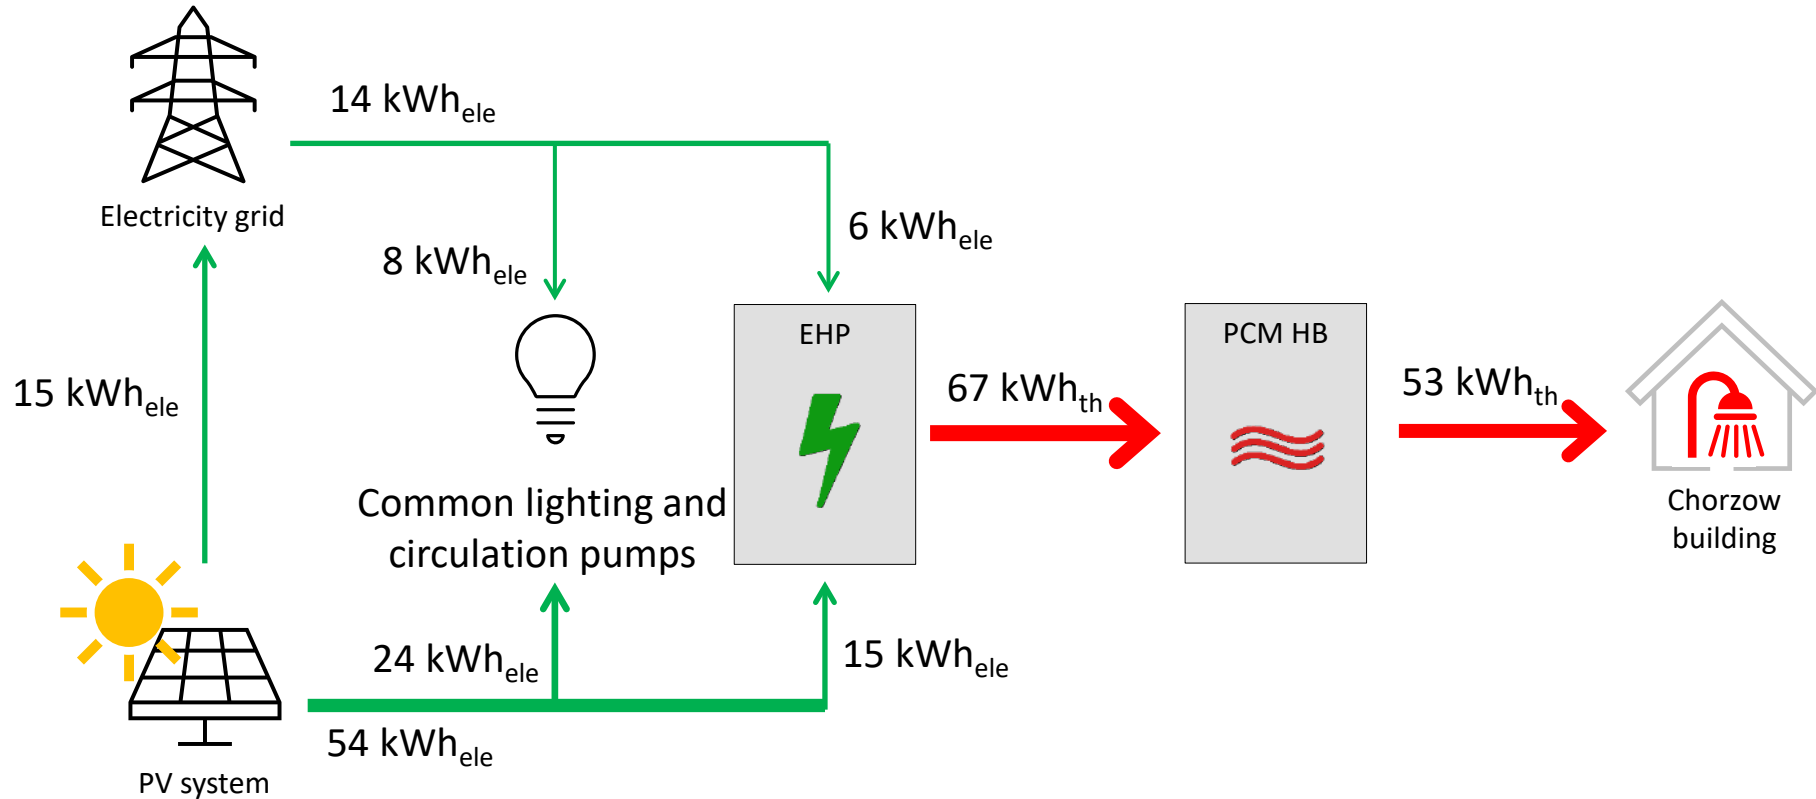 14 kWhele
Electricity grid
8 kWhele
6 kWhele
15 kWhele
EHP
67 kWhth
PCM HB
53 kWhth
Common lighting and
circulation pumps
Chorzow
building
24 kWhele
15 kWhele
54 kWhele
PV system